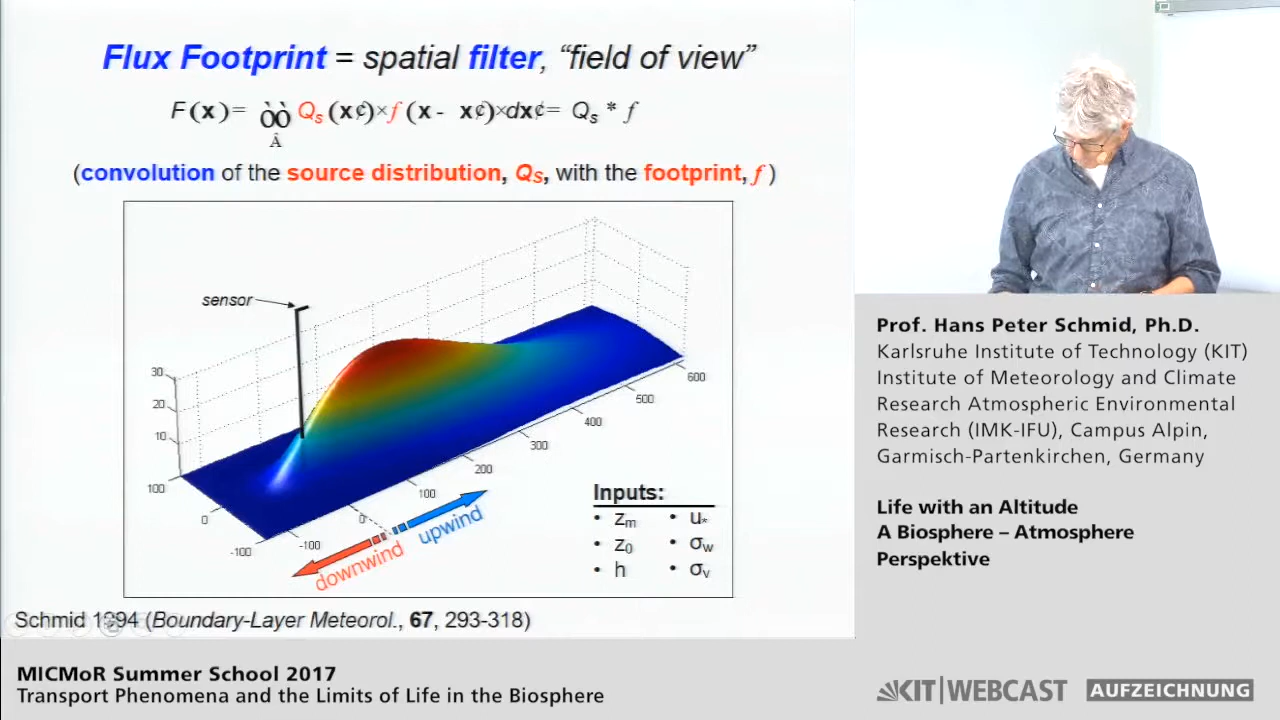 Flux Footprint = spatial filter, “field of view”
F(x)= òò Qs(x¢)×f (x - x¢)×dx¢= Qs * f
Â
(convolution of the source distribution, Qs, with the footprint, f )
sensor
30
20
10
100
0
-100
-100
0
100
200
300
400
500
600
downwind
upwind
Inputs:
• zm • u*
• z0 • σw
• h • σv
Schmid 1994 (Boundary-Layer Meteorol., 67, 293-318)
Prof. Hans Peter Schmid, Ph.D.
Karlsruhe Institute of Technology (KIT)
Institute of Meteorology and Climate
Research Atmospheric Environmental
Research (IMK-IFU), Campus Alpin,
Garmisch-Partenkirchen, Germany
Life with an Altitude
A Biosphere – Atmosphere
Perspektive
MICMoR Summer School 2017
Transport Phenomena and the Limits of Life in the Biosphere
KIT|WEBCAST AUFZEICHNUNG